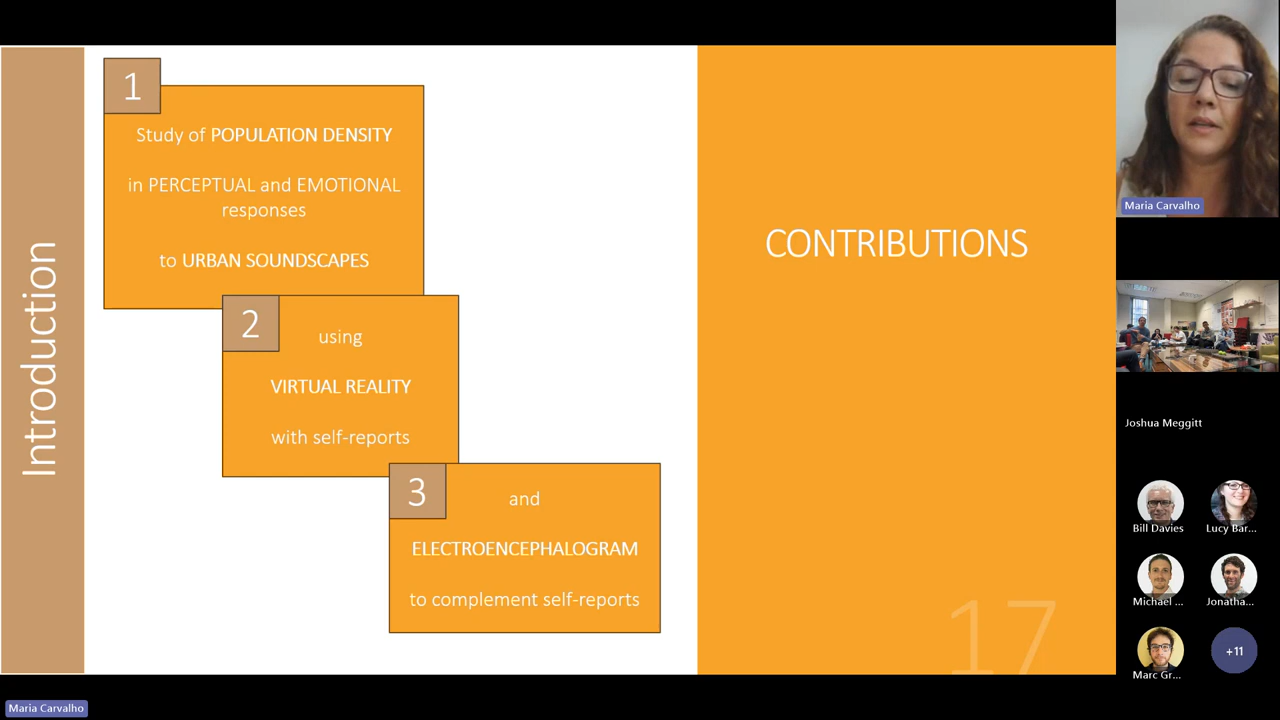 Introduction
1
Study of POPULATION DENSITY
in PERCEPTUAL and EMOTIONAL
responses
to URBAN SOUNDSCAPES
2
using
VIRTUAL REALITY
with self-reports
3
and
ELECTROENCEPHALOGRAM
to complement self-reports
CONTRIBUTIONS
17
Maria Carvalho
Joshua Meggitt
Bill Davies
Lucy Bar...
Michael ...
Jonatha...
Marc Gr...
+11
Maria Carvalho